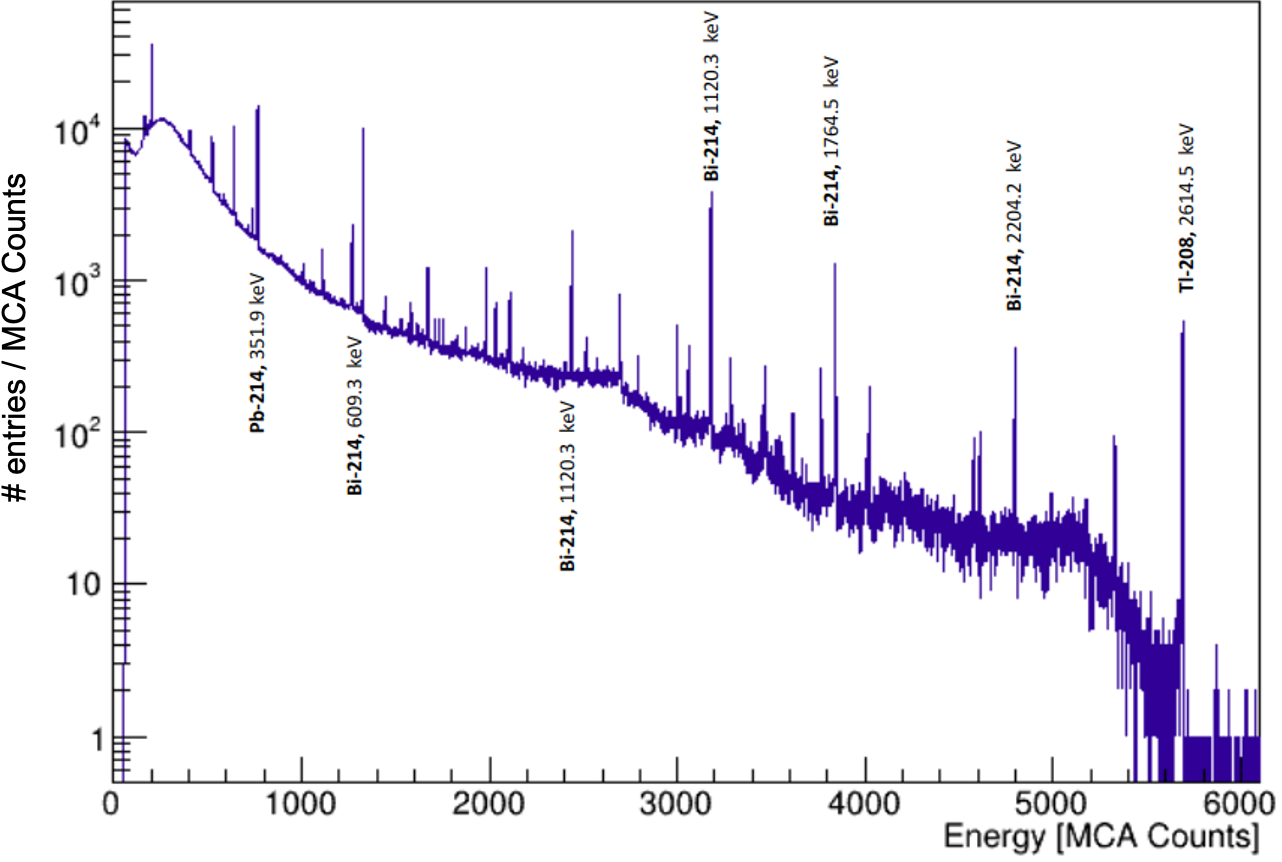 # entries / MCA Counts
10⁴
10³
10²
10
1
Pb-214, 351.9 keV
Bi-214, 609.3 keV
Bi-214, 1120.3 keV
Bi-214, 1120.3 keV
Bi-214, 1764.5 keV
Bi-214, 2204.2 keV
Tl-208, 2614.5 keV
0 1000 2000 3000 4000 5000 6000
Energy [MCA Counts]